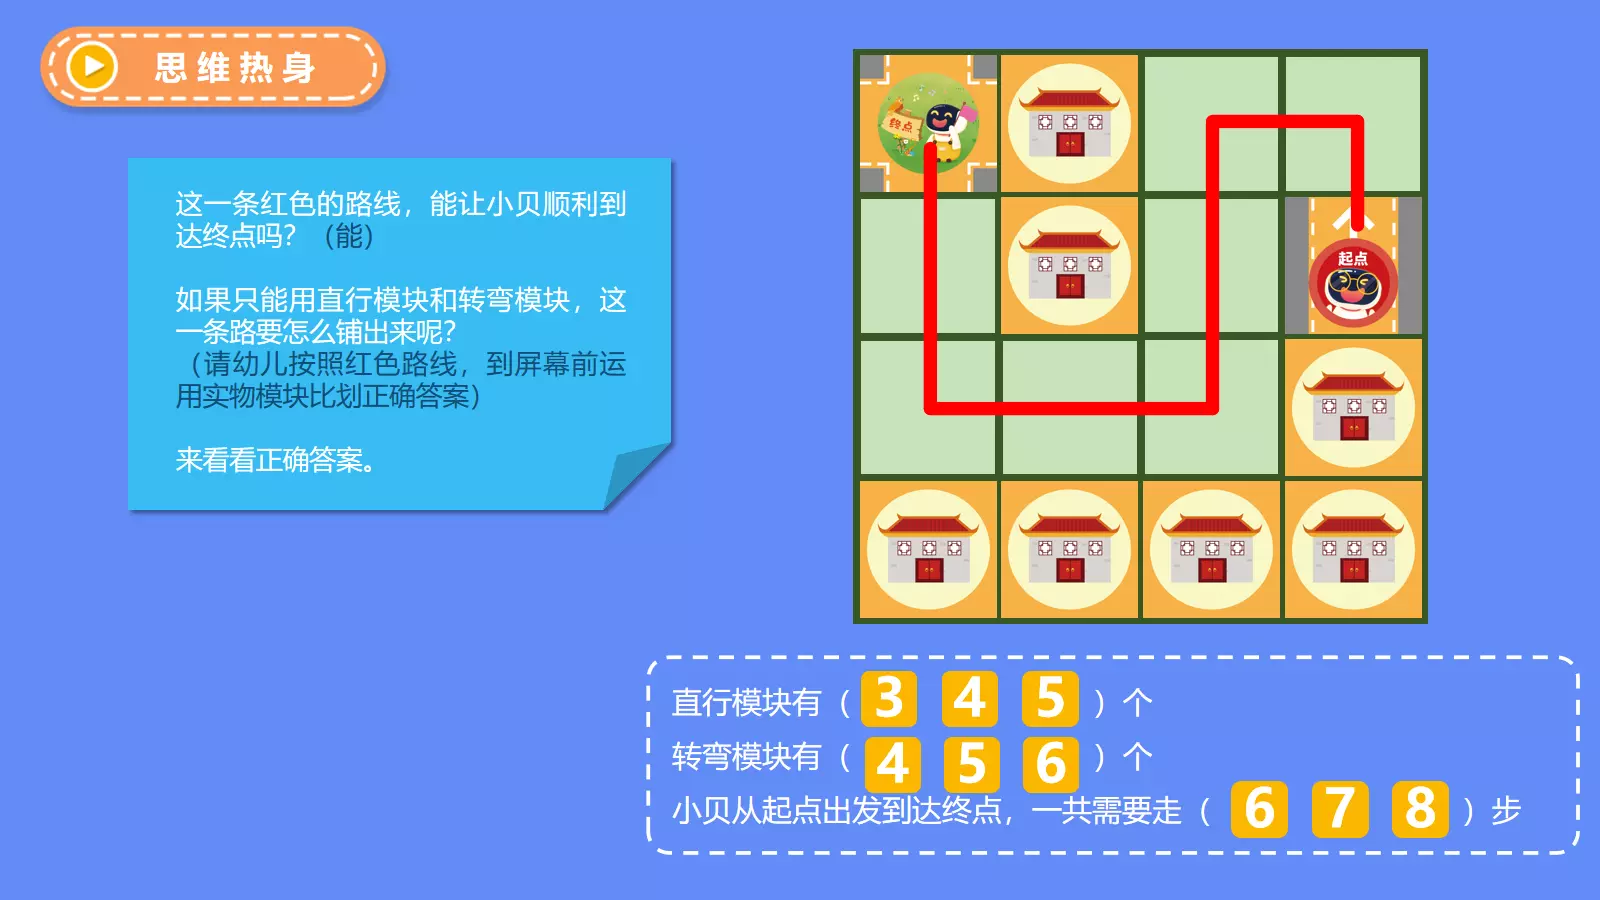 思维热身
这一条红色的路线，能让小贝顺利到
达终点吗？（能）
如果只能用直行模块和转弯模块，这
一条路要怎么铺出来呢？
（请幼儿按照红色路线，到屏幕前运
用实物模块比划正确答案）
来看看正确答案。
终点
起点
直行模块有（ 3 4 5 ）个
转弯模块有（ 4 5 6 ）个
小贝从起点出发到达终点，一共需要走（ 6 7 8 ）步